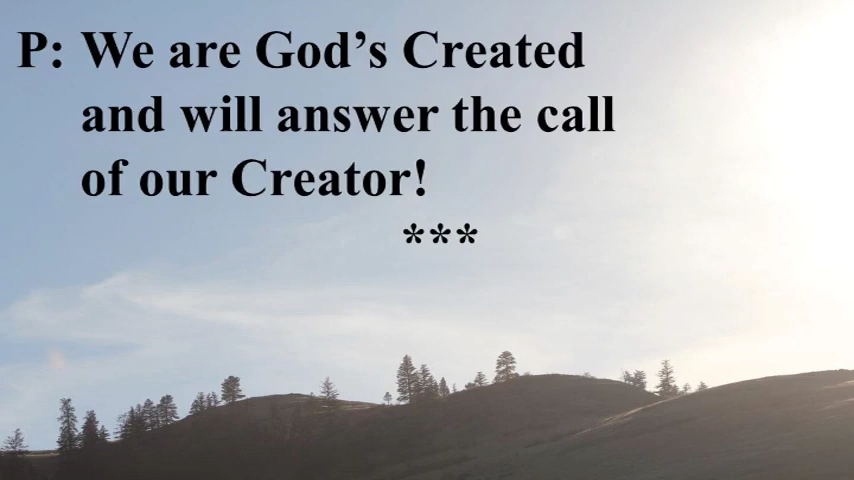 P: We are God’s Created
and will answer the call
of our Creator!
***